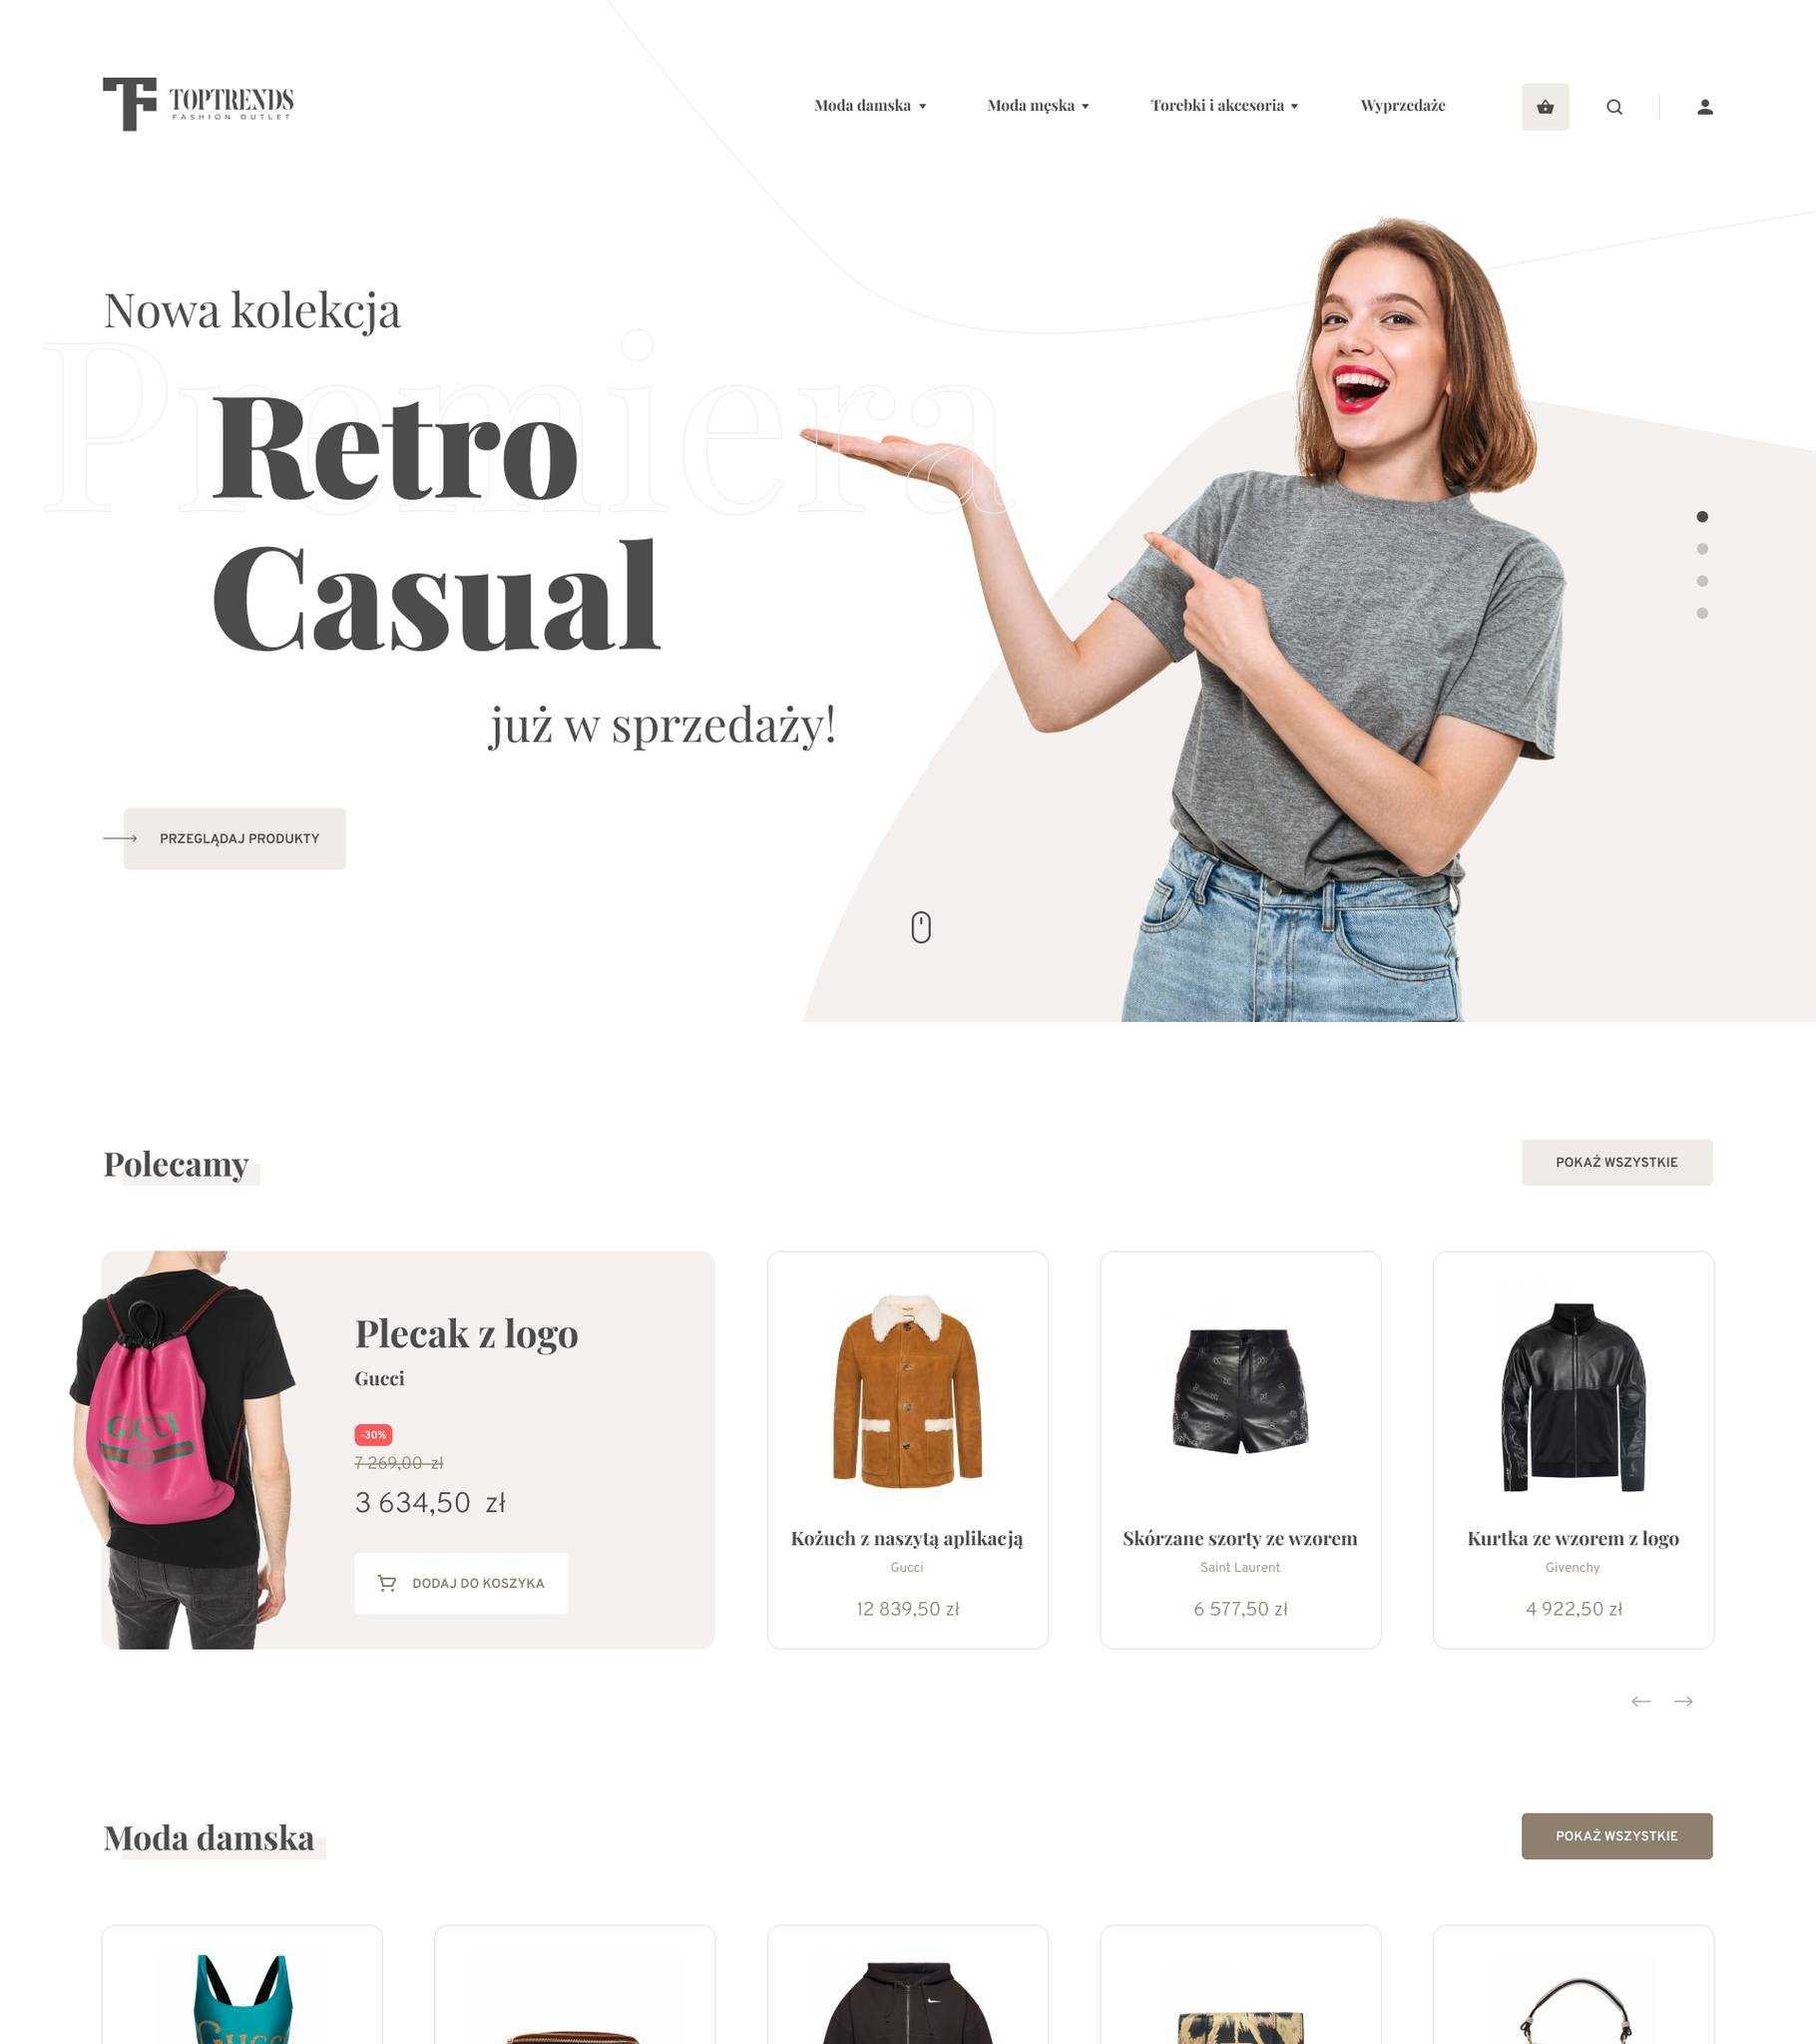 TOPTRENDS
FASHION OUTLET
Moda damska
Moda męska
Torebki i akcesoria
Wyprzedaże
Nowa kolekcja
Premiera
Retro
Casual
już w sprzedaży!
PRZEGLĄDAJ PRODUKTY
Polecamy
POKAŻ WSZYSTKIE
GUCCI
Plecak z logo
Gucci
-30%
7 269,00 zł
3 634,50 zł
DODAJ DO KOSZYKA
Kożuch z naszytą aplikacją
Gucci
12 839,50 zł
Skórzane szorty ze wzorem
Saint Laurent
6 577,50 zł
Kurtka ze wzorem z logo
Givenchy
4 922,50 zł
Moda damska
POKAŻ WSZYSTKIE
GUCCI